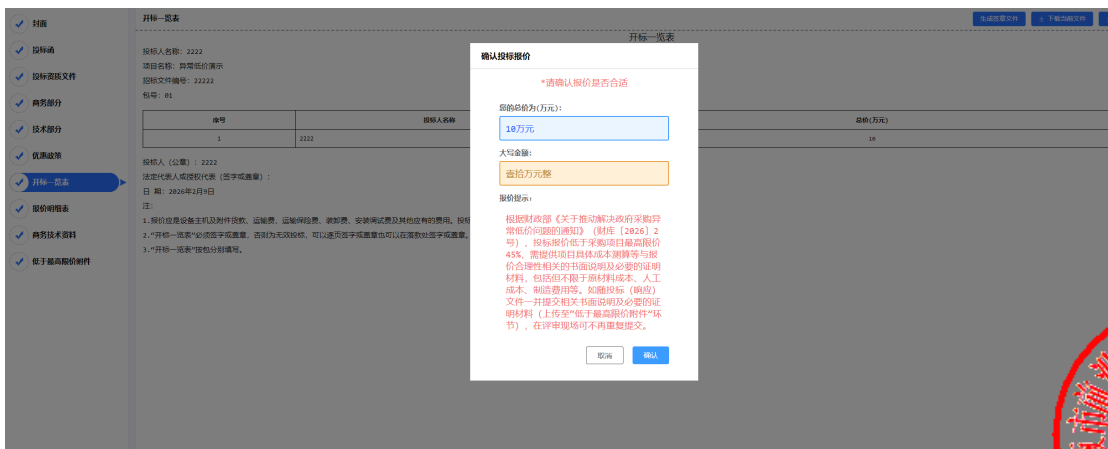 封面
投标函
投标资质文件
商务部分
技术部分
优惠政策
开标一览表
报价明细表
商务技术资料
低于最高限价附件
开标一览表
生成签章文件
下载当前文件
开标一览表
投标人名称：2222
项目名称：异常低价演示
招标文件编号：22222
包号：01
序号
投标人名称
总价(万元)
1
2222
10
投标人（公章）：2222
法定代表人或授权代表（签字或盖章）：
日 期：2026年2月9日
注：
1.报价应是设备主机及附件货款、运输费、运输保险费、装卸费、安装调试费及其他应有的费用。投标
2.“开标一览表”必须签字或盖章，否则为无效投标，可以逐页签字或盖章也可以在落款处签字或盖章。
3.“开标一览表”按包分别填写。
确认投标报价
*请确认报价是否合适
您的总价为(万元)：
10万元
大写金额：
壹拾万元整
报价提示：
根据财政部《关于推动解决政府采购异
常低价问题的通知》（财库〔2026〕2
号），投标报价低于采购项目最高限价
45%，需提供项目具体成本测算等与报
价合理性相关的书面说明及必要的证明
材料，包括但不限于原材料成本、人工
成本、制造费用等。如随投标（响应）
文件一并提交相关书面说明及必要的证
明材料（上传至“低于最高限价附件”环
节），在评审现场可不再重复提交。
取消
确认